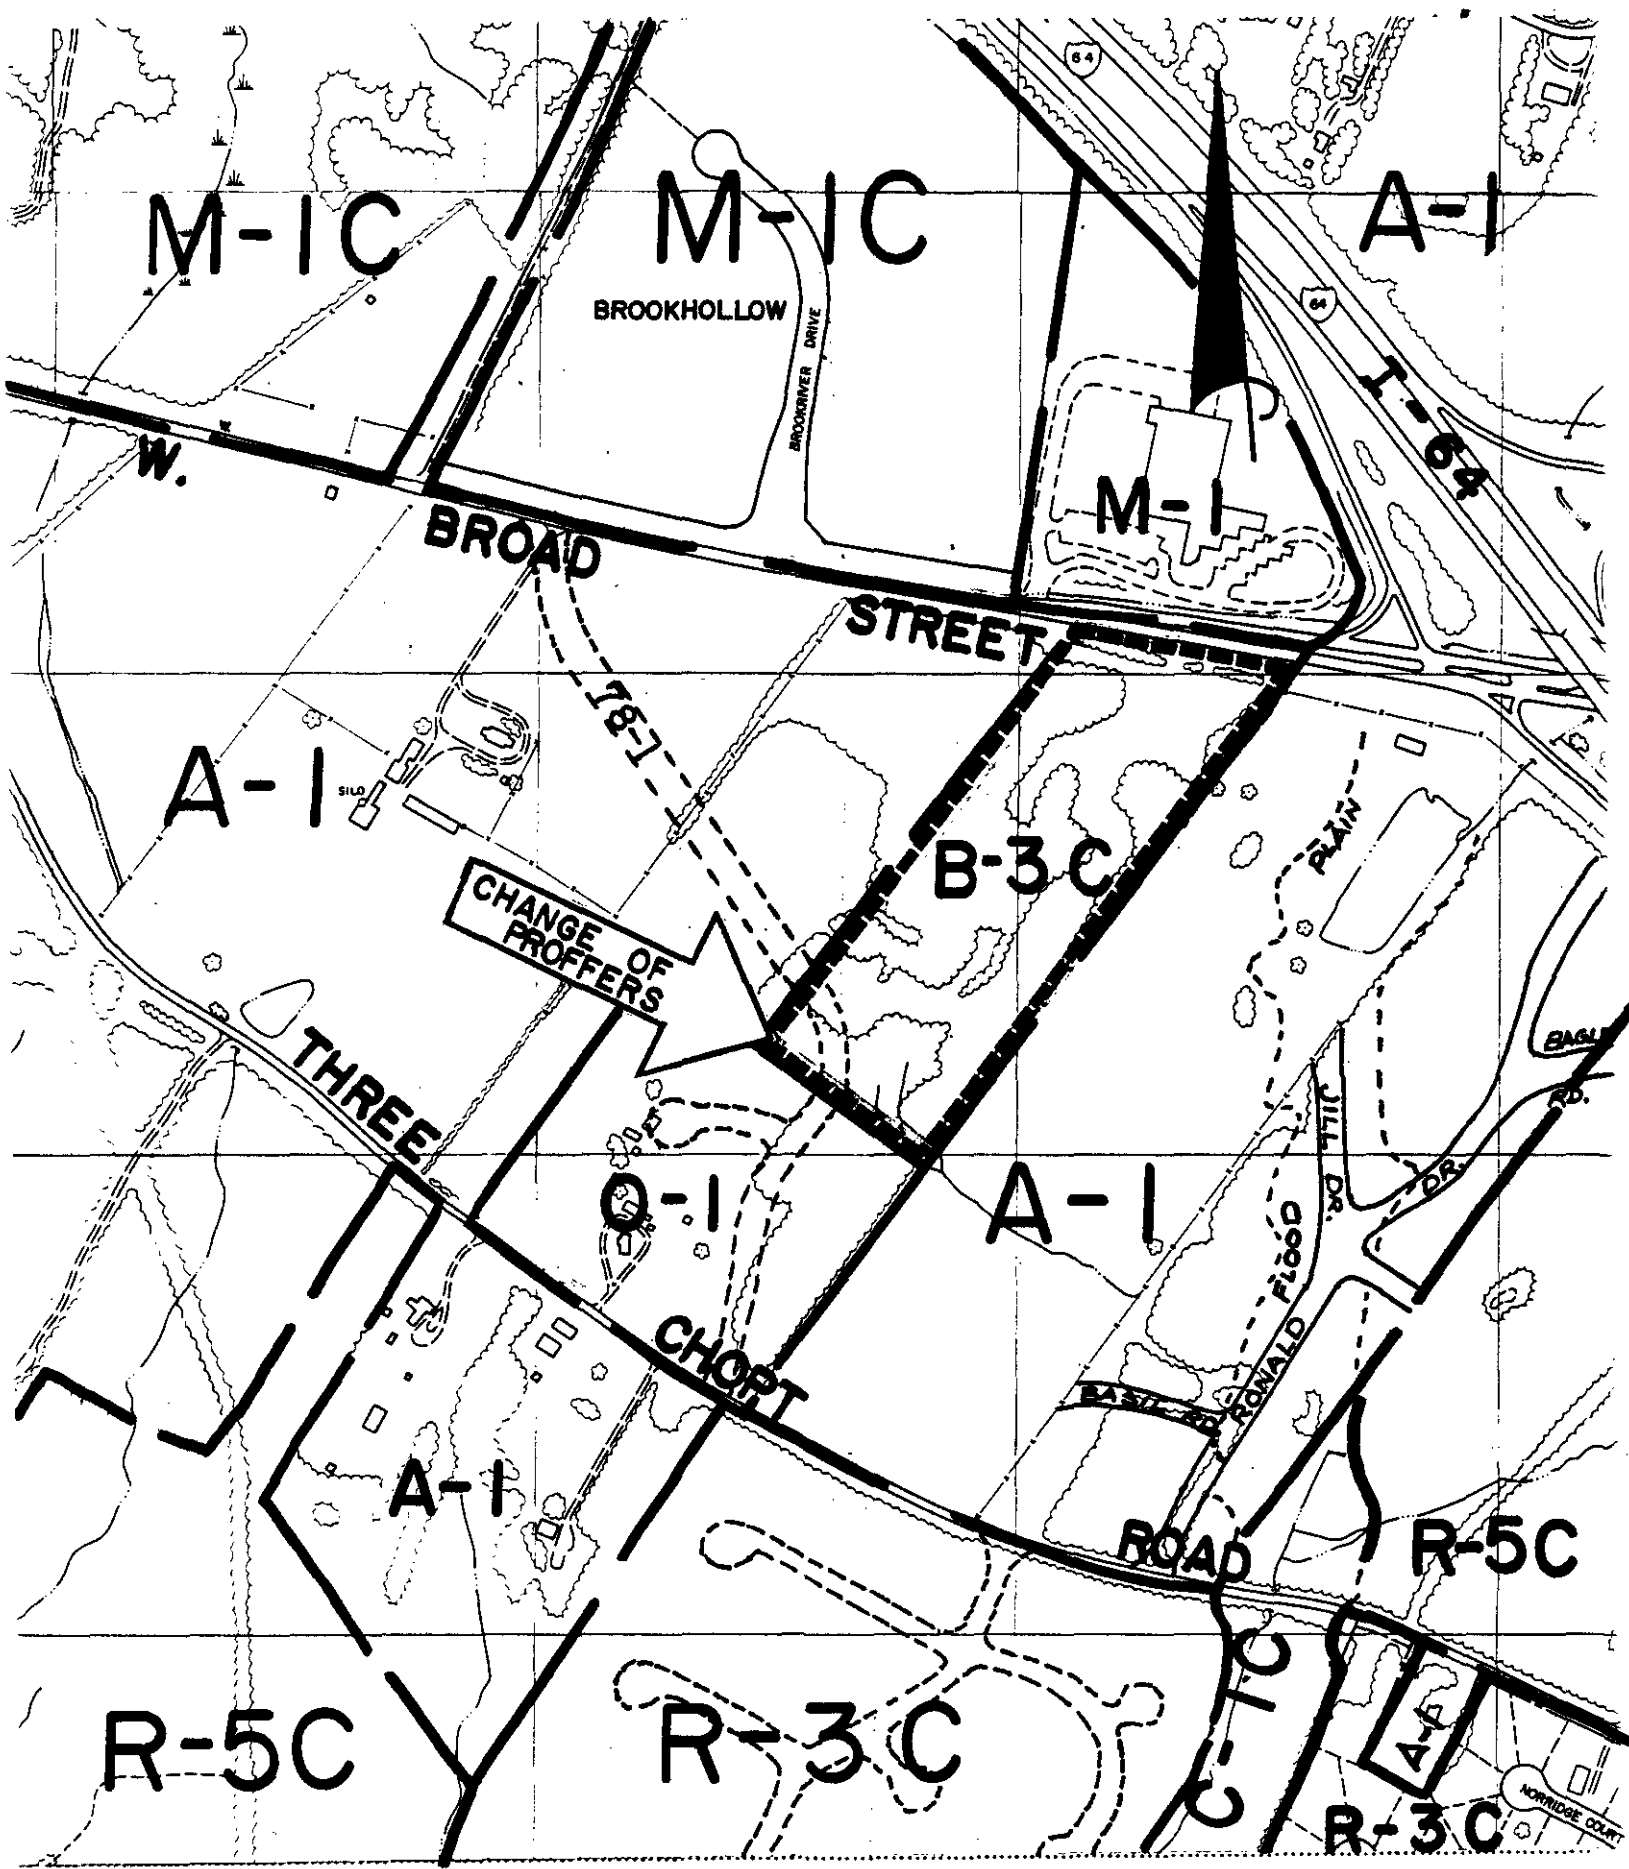 64
M-1C
M-1C
A-1
BROOKHOLLOW
BROOKRIVER DRIVE
64
I-64
W.
BROAD
STREET
M-1
78-1
A-1
SILO
B-3C
PLAIN
CHANGE OF
PROFFERS
THREE
BAGLE
RD.
JILL DR.
DR.
O-1
A-1
FLOOD
RONALD
CHOPT
BASIL RD.
A-1
ROAD
R-5C
R-5C
R-3C
C-1C
A-1
R-3C
NORRIDGE COURT